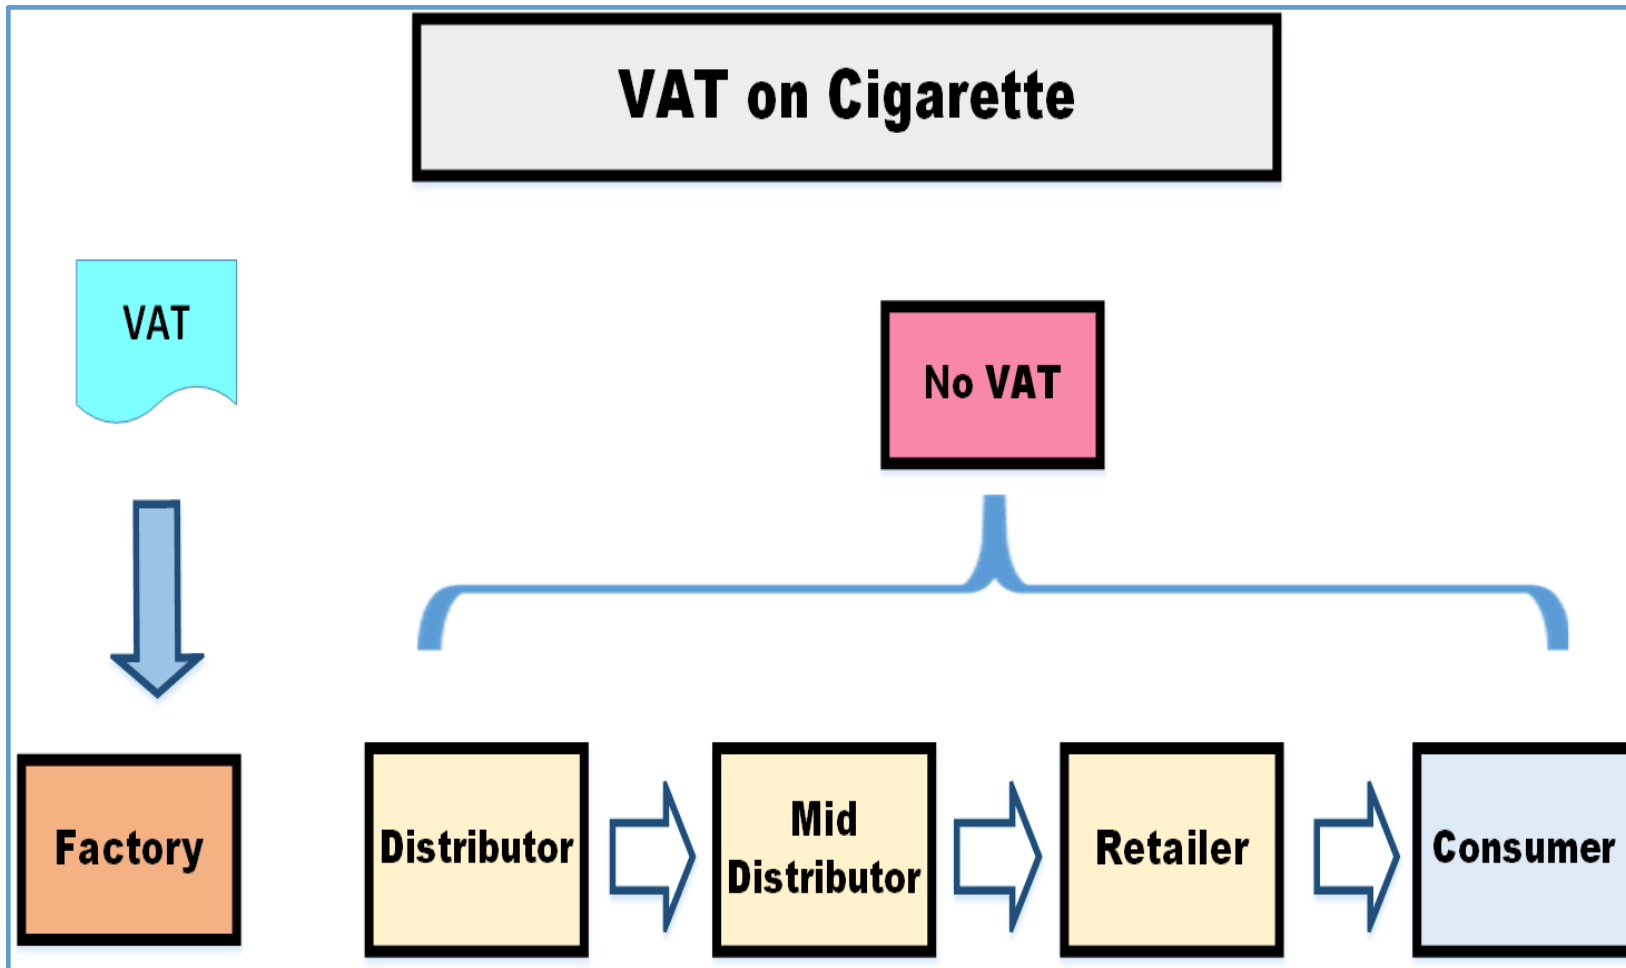 VAT on Cigarette
VAT
No VAT
Factory
Distributor
Mid
Distributor
Retailer
Consumer